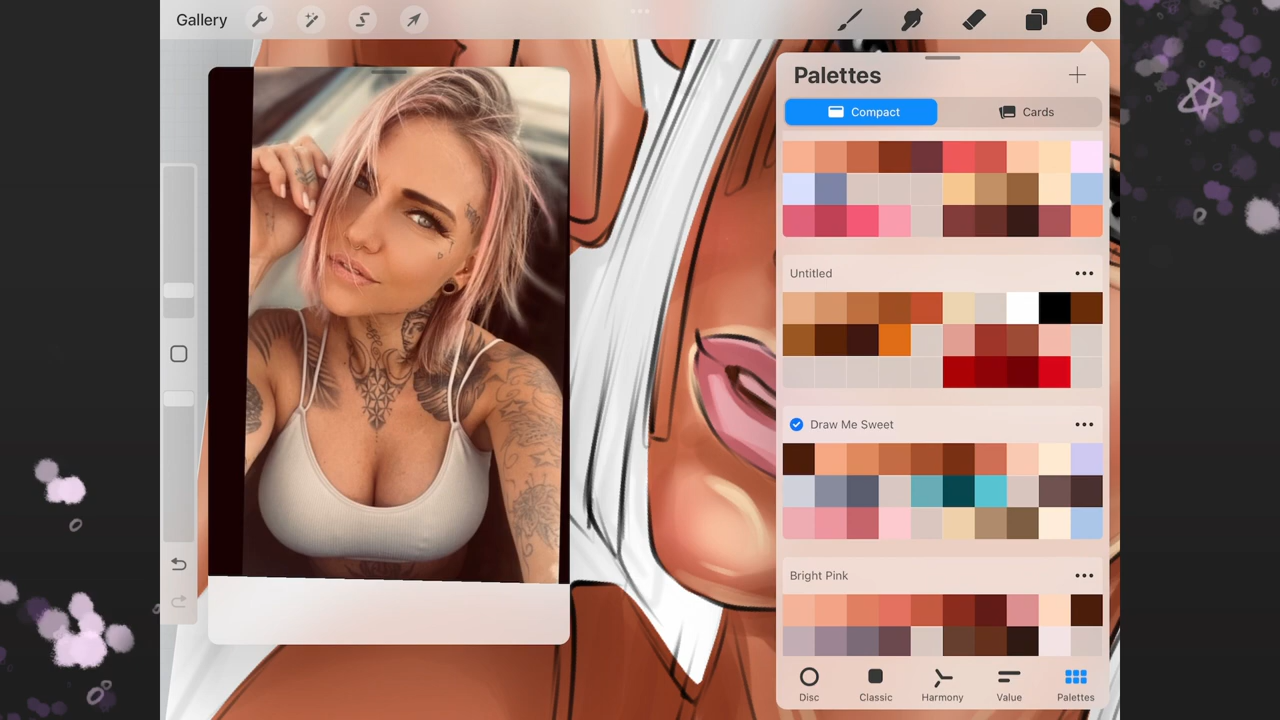 Gallery
Palettes
Compact
Cards
Untitled
Draw Me Sweet
Bright Pink
Disc
Classic
Harmony
Value
Palettes